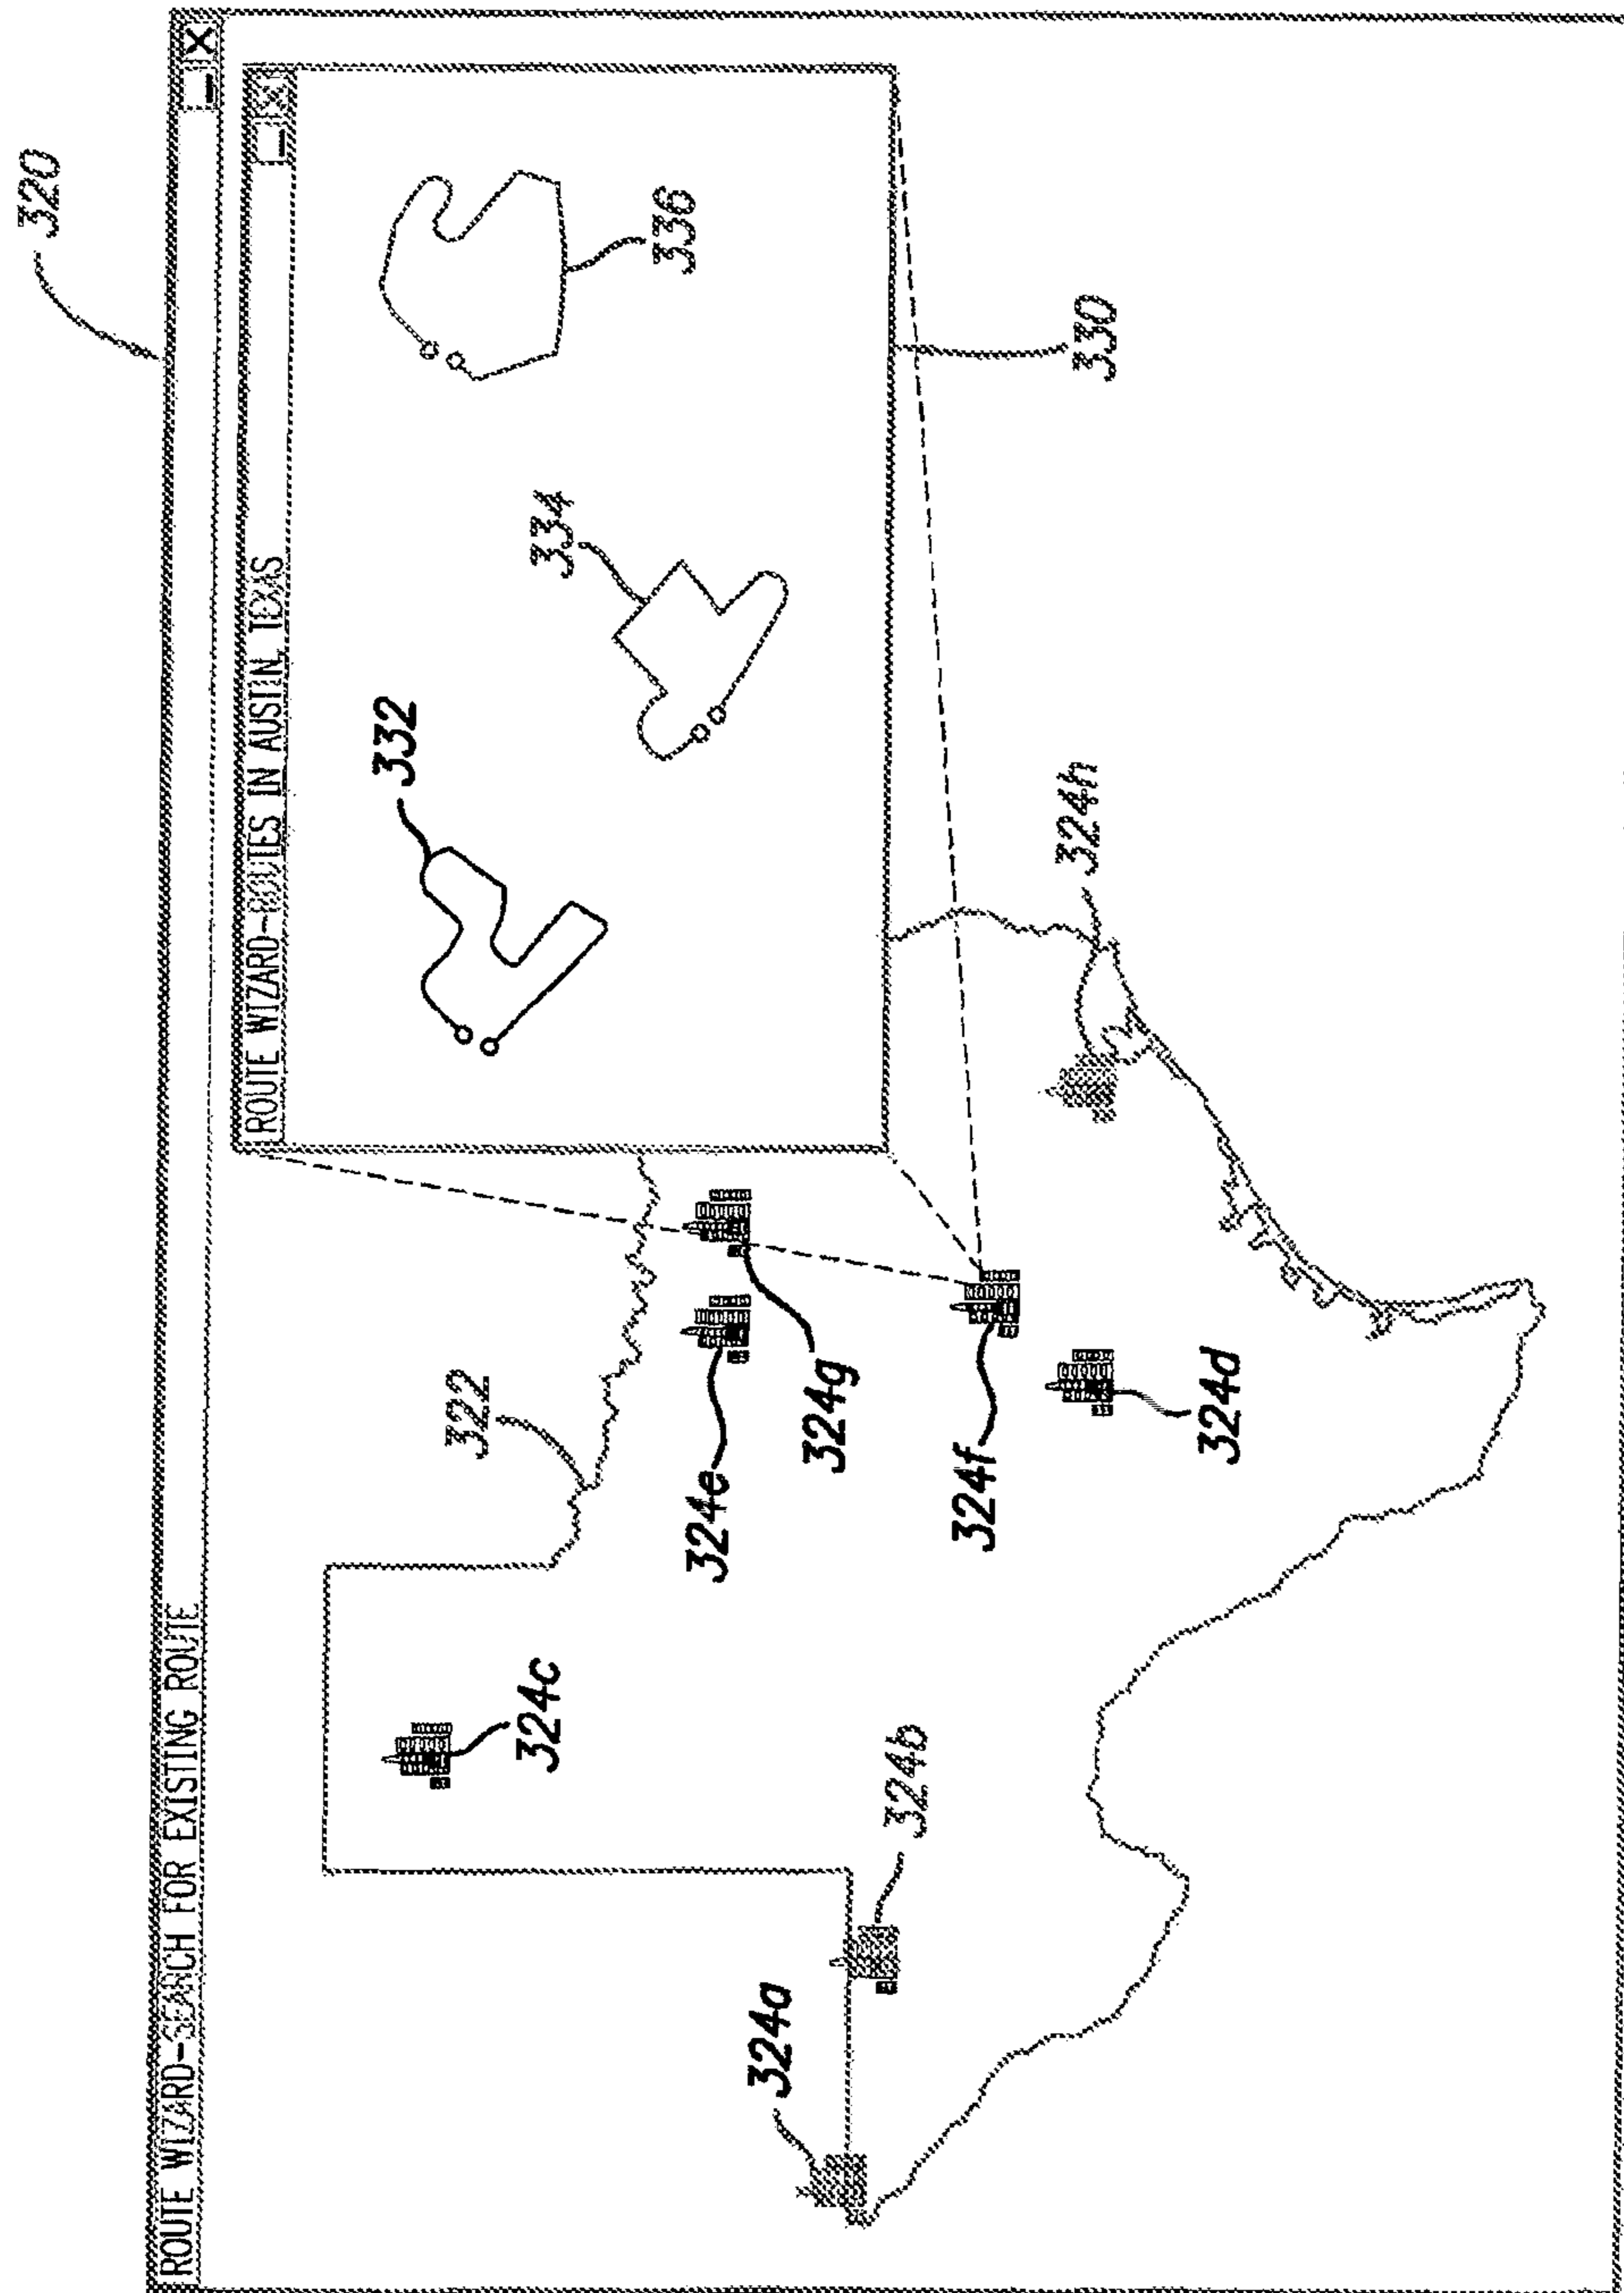 320
ROUTE WIZARD-SEARCH FOR EXISTING ROUTE
ROUTE WIZARD-ROUTES IN AUSTIN, TEXAS
332
334
336
330
322
324a
324b
324c
324e
324g
324f
324d
324h